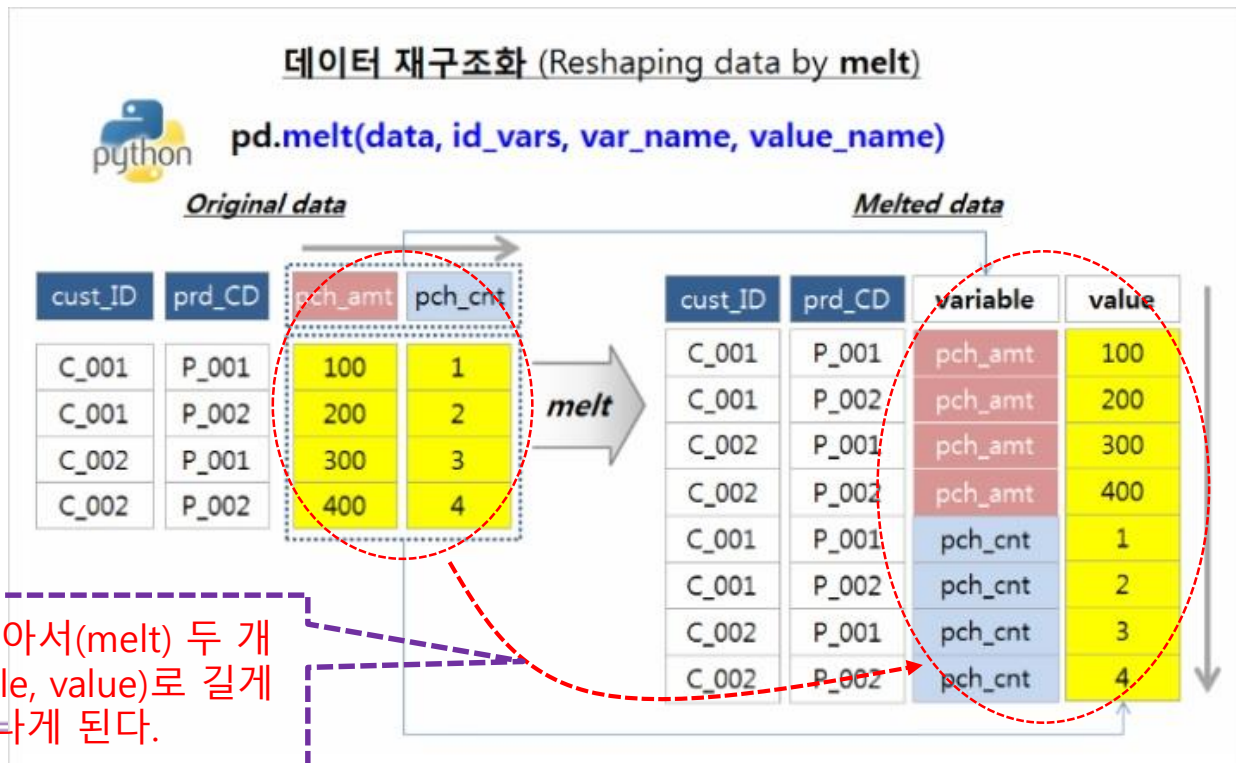 데이터 재구조화 (Reshaping data by melt)
python
pd.melt(data, id_vars, var_name, value_name)
Original data
cust_ID prd_CD pch_amt pch_cnt
C_001 P_001 100 1
C_001 P_002 200 2
C_002 P_001 300 3
C_002 P_002 400 4
melt
Melted data
cust_ID prd_CD variable value
C_001 P_001 pch_amt 100
C_001 P_002 pch_amt 200
C_002 P_001 pch_amt 300
C_002 P_002 pch_amt 400
C_001 P_001 pch_cnt 1
C_001 P_002 pch_cnt 2
C_002 P_001 pch_cnt 3
C_002 P_002 pch_cnt 4
아서(melt) 두 개
le, value)로 길게
게 된다.